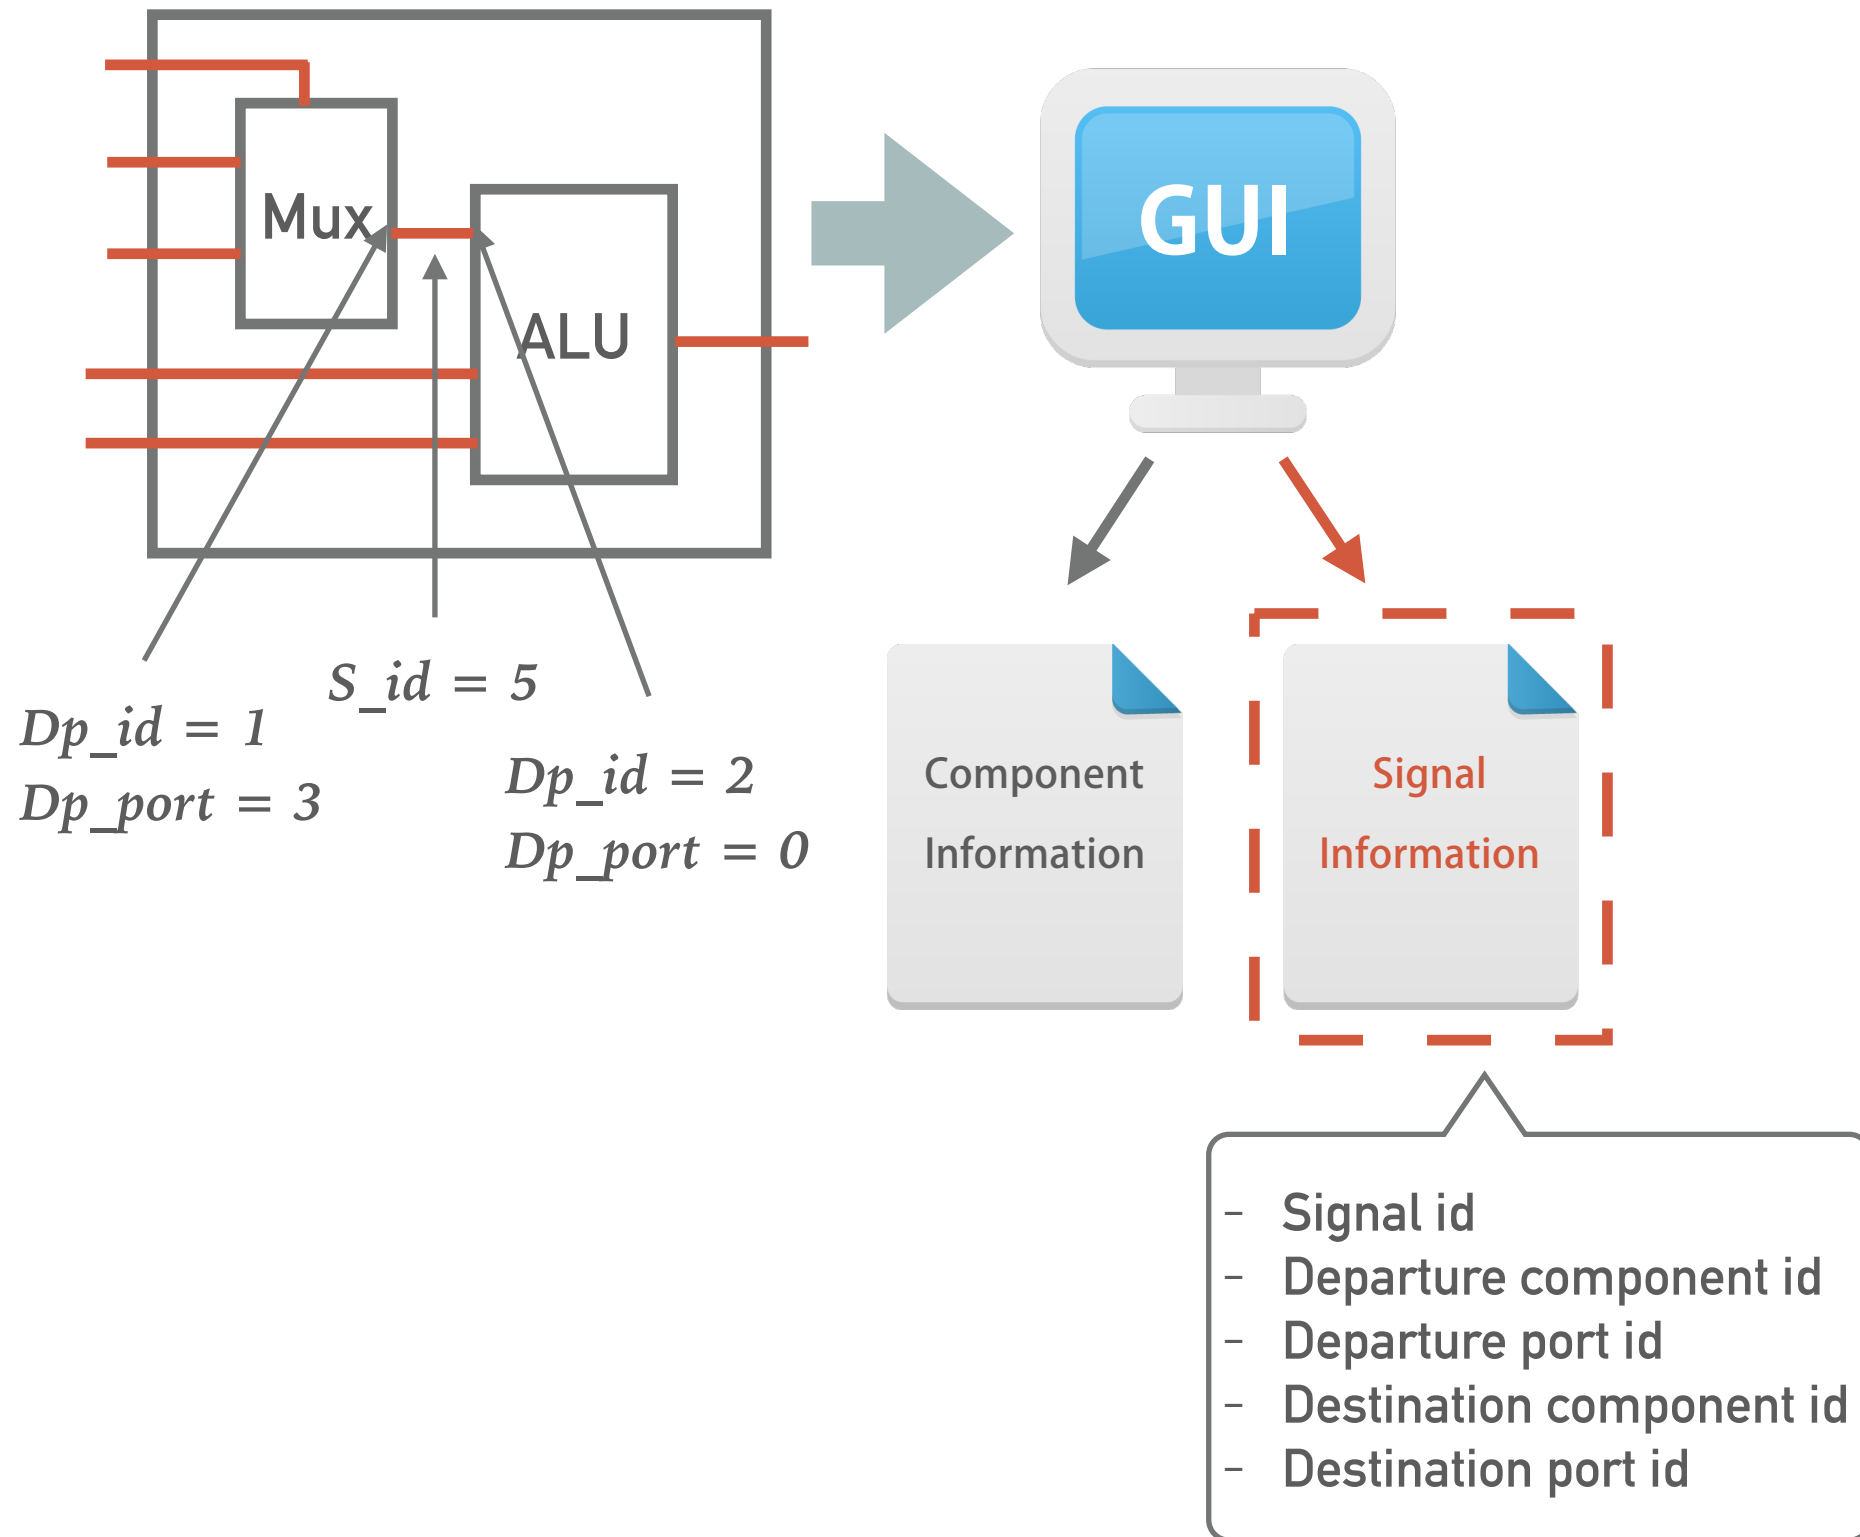 Mux
ALU
GUI
S_id = 5
Dp_id = 1
Dp_port = 3
Dp_id = 2
Dp_port = 0
Component
Information
Signal
Information
- Signal id
- Departure component id
- Departure port id
- Destination component id
- Destination port id